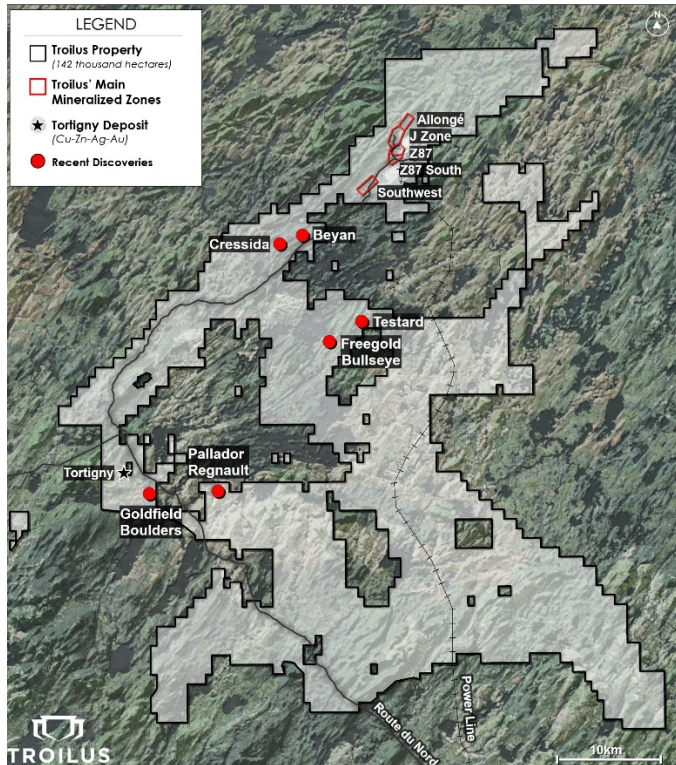 LEGEND
Troilus Property
(142 thousand hectares)
Troilus' Main
Mineralized Zones
Tortigny Deposit
(Cu-Zn-Ag-Au)
Recent Discoveries
N
Allongé
J Zone
Z87
Z87 South
Southwest
Cressida
Beyan
Testard
Freegold
Bullseye
Pallador
Regnault
Tortigny
Goldfield
Boulders
Route du Nord
Power Line
TROILUS
10km